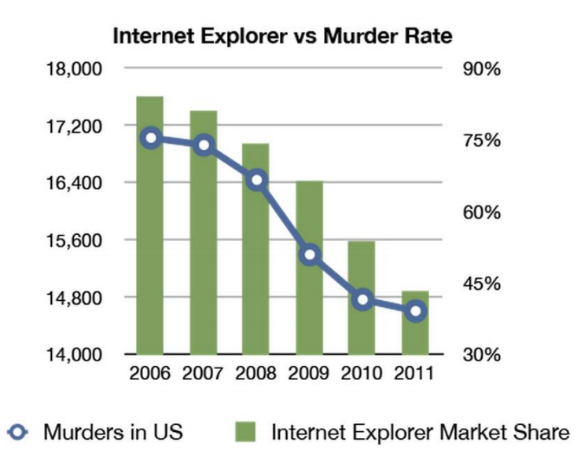 Internet Explorer vs Murder Rate
18,000
90%
17,200
75%
16,400
60%
15,600
45%
14,800
14,000
30%
2006 2007 2008 2009 2010 2011
Murders in US
Internet Explorer Market Share